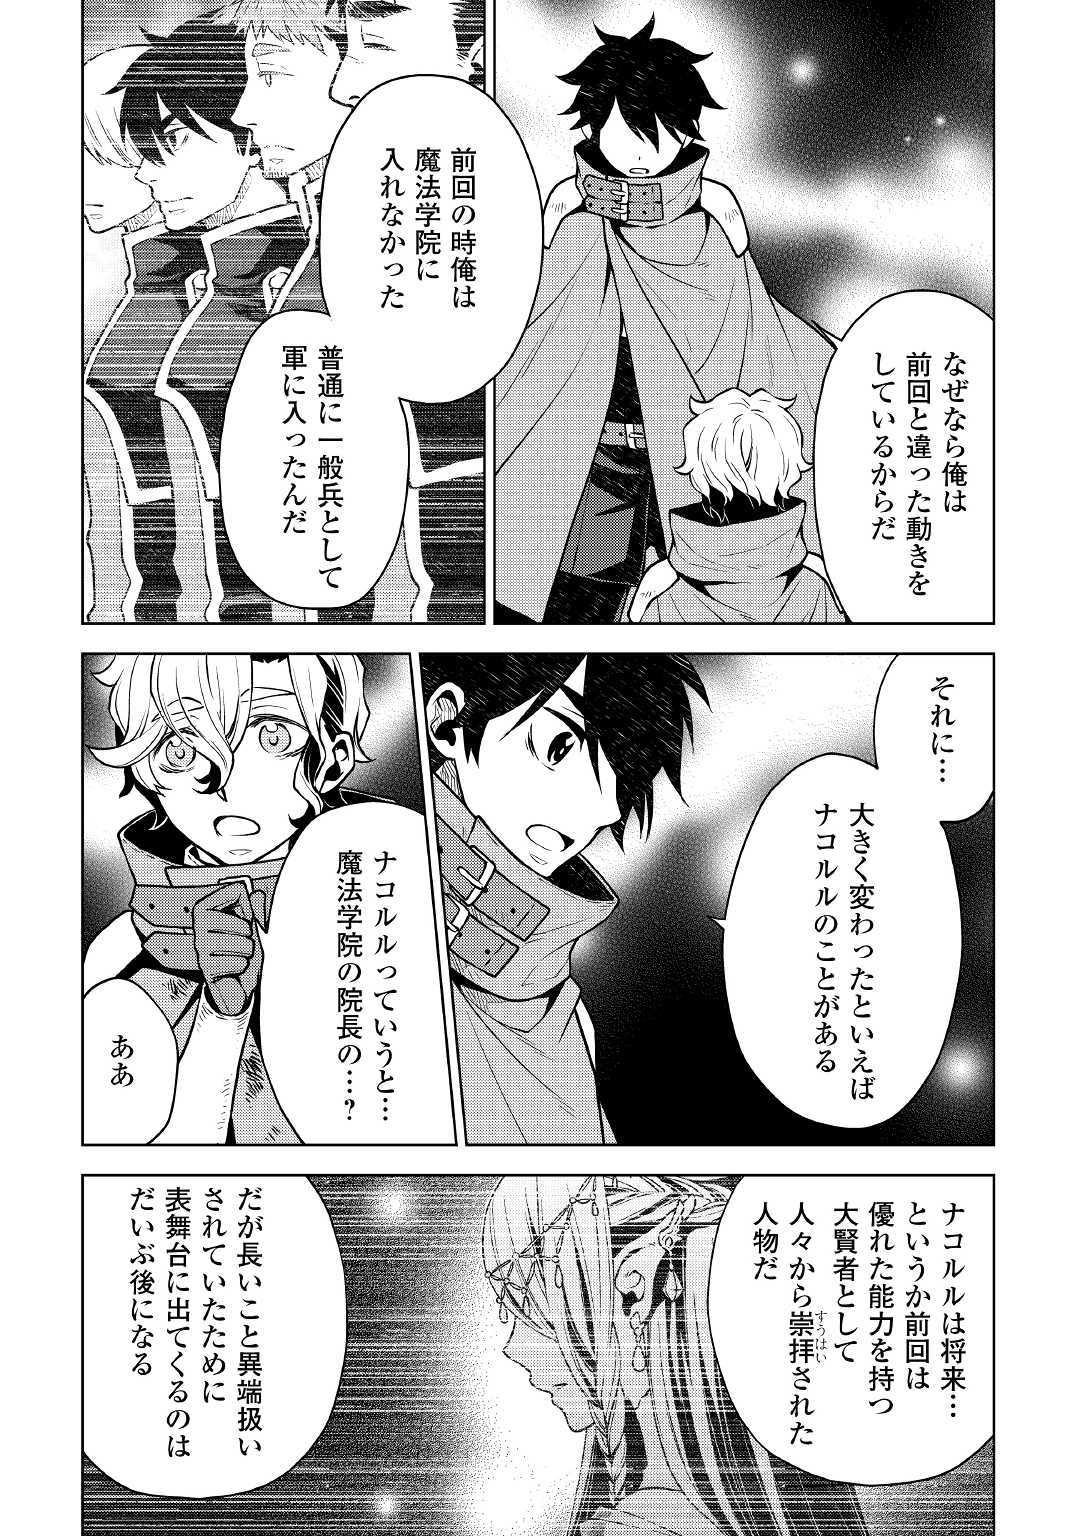 なぜなら俺は
前回と違った動きを
しているからだ
前回の時俺は
魔法学院に
入れなかった
普通に一般兵として
軍に入ったんだ
それに…
大きく変わったといえば
ナコルルのことがある
ナコルルっていうと…
魔法学院の院長の…?
ああ
ナコルルは将来…
というか前回は
優れた能力を持つ
大賢者として
人々から崇拝された
すうはい
人物だ
だが長いこと異端扱い
されていたために
表舞台に出てくるのは
だいぶ後になる